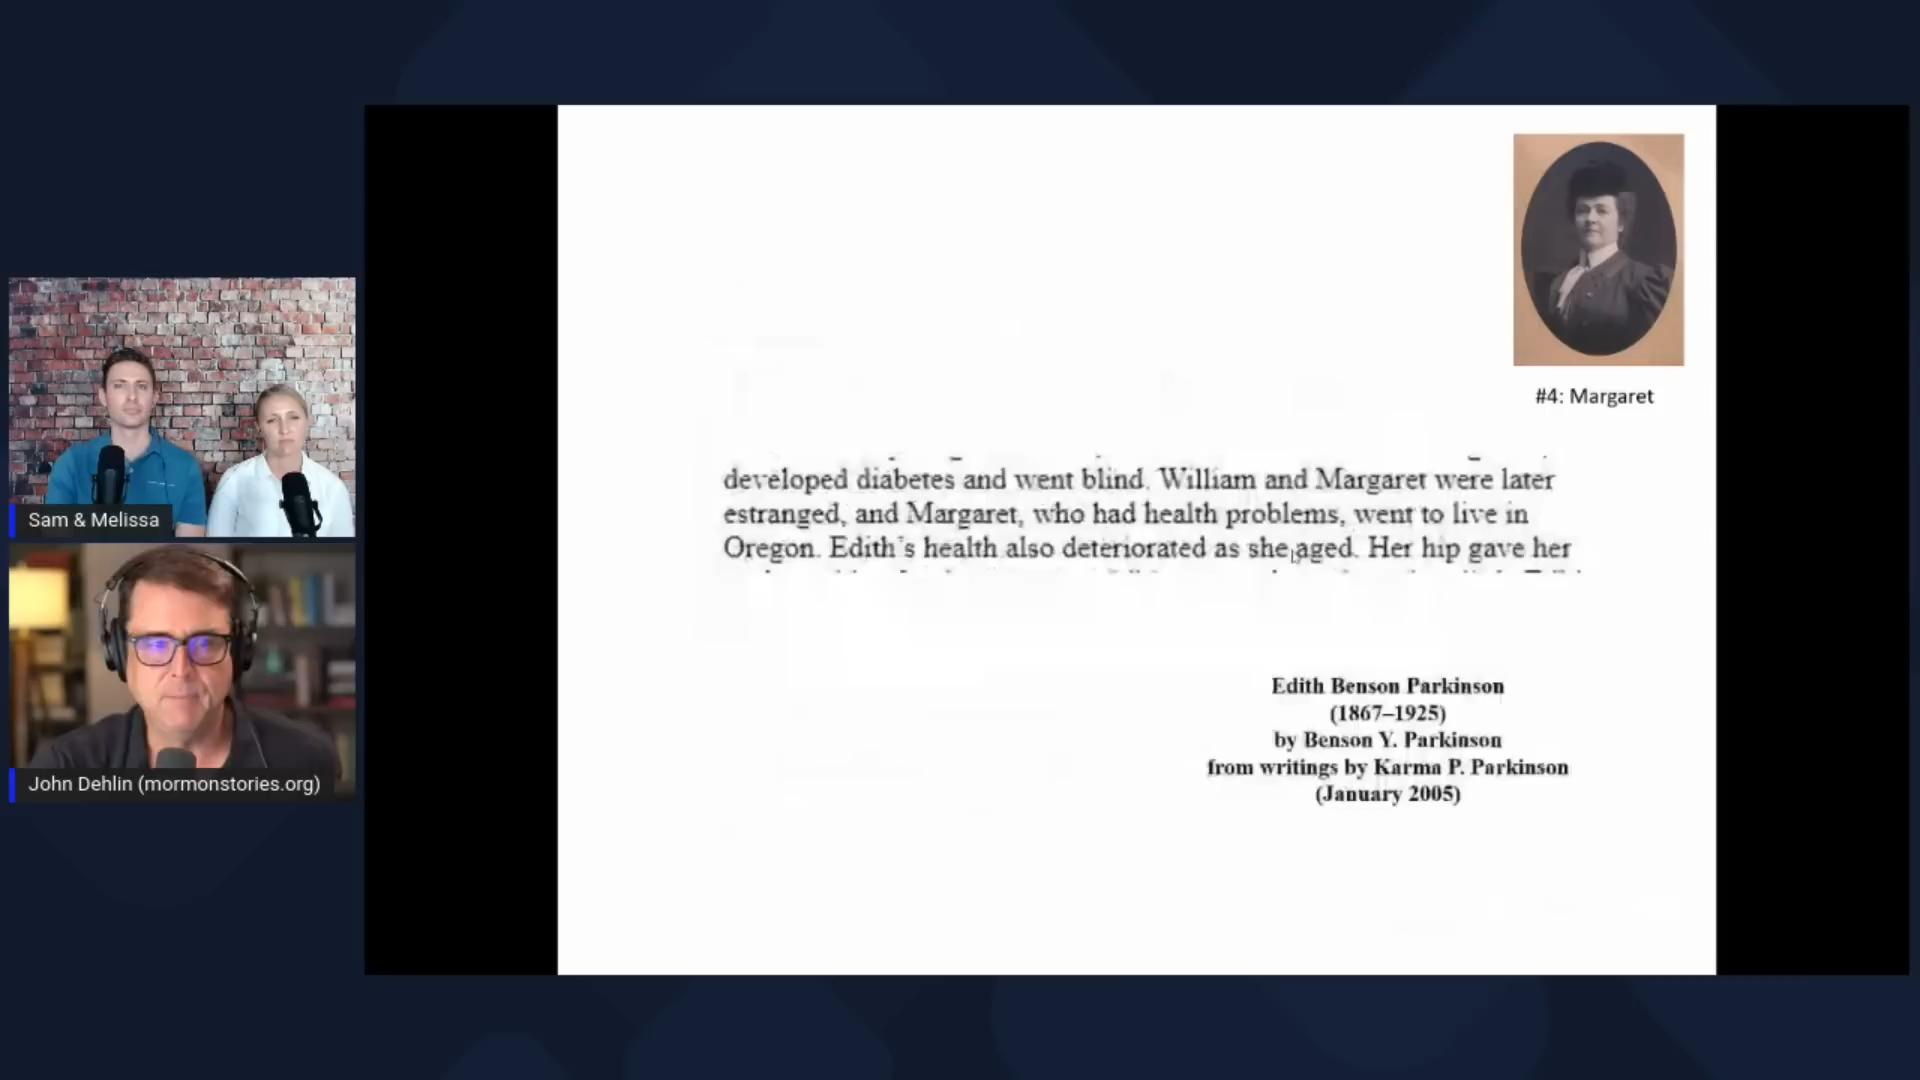 #4: Margaret
developed diabetes and went blind. William and Margaret were later
estranged, and Margaret, who had health problems, went to live in
Oregon. Edith's health also deteriorated as she aged. Her hip gave her
Edith Benson Parkinson
(1867–1925)
by Benson Y. Parkinson
from writings by Karma P. Parkinson
(January 2005)
Sam & Melissa
John Dehlin (mormonstories.org)